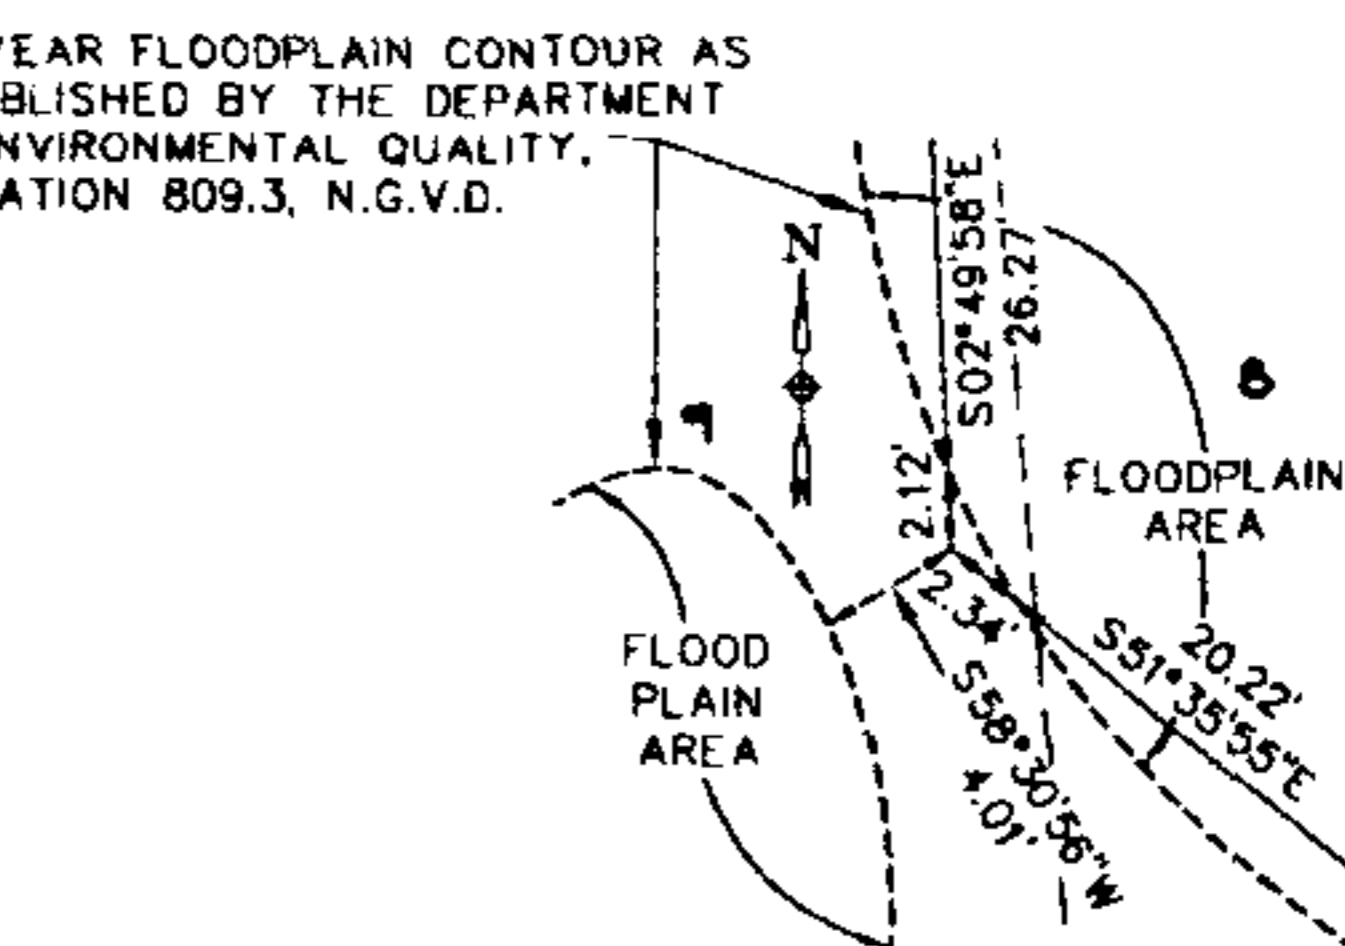 YEAR FLOODPLAIN CONTOUR AS
BLISHED BY THE DEPARTMENT
NVIRONMENTAL QUALITY,
ATION 809.3, N.G.V.D.
N
S02°49'58"E
26.27'
2.12'
FLOODPLAIN
AREA
2.34'
FLOOD
PLAIN
AREA
20.22'
S51°35'55"E
S58°30'56"W
4.01'